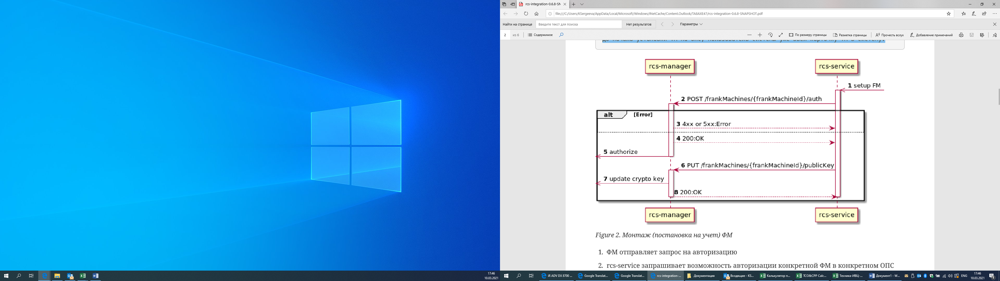 rcs-integration-0.6.8-SN
file:///C:/Users/KSergeeva/AppData/Local/Microsoft/Windows/INetCache/Content.Outlook/TA8AXE47/rcs-integration-0.6.8-SNAPSHOT.pdf
Найти на странице Введите текст для поиска Нет результатов Параметры
2 из 6 Содержимое По размеру страницы Разметка страницы Прочесть вслух Добавление примечаний
rcs-manager rcs-service
1 setup FM
2 POST /frankMachines/{frankMachineId}/auth
alt [Error]
3 4xx or 5xx:Error
4 200:OK
5 authorize
6 PUT /frankMachines/{frankMachineId}/publicKey
7 update crypto key
8 200:OK
rcs-manager rcs-service
Figure 2. Монтаж (постановка на учет) ФМ
1. ФМ отправляет запрос на авторизацию
2. rcs-service запрашивает возможность авторизации конкретной ФМ в конкретном ОПС
17:46
10.03.2021
iR ADV DX 8700 ... Google Translat... Google Translat... rcs-integration-... Документация Входящие - KS... Калькулятор п... TCO&CPP Calc... Техника-ИВЦ-... Документ1 - W... ENG
17:46
10.03.2021